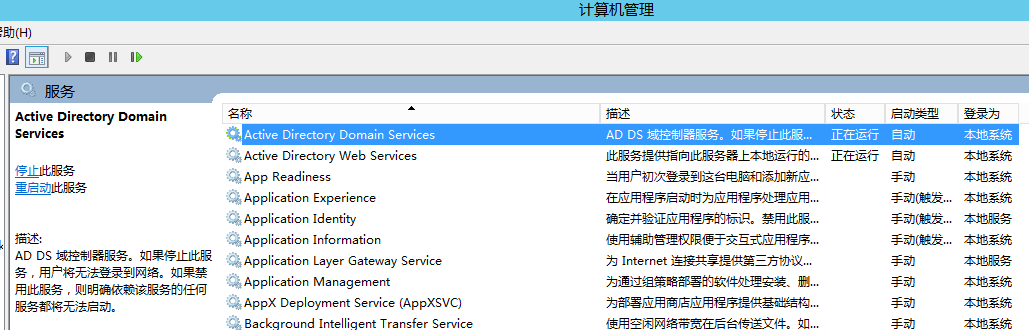 计算机管理
帮助(H)
服务
Active Directory Domain
Services
停止此服务
重启动此服务
描述:
AD DS 域控制器服务。如果停止此服
务，用户将无法登录到网络。如果禁
用此服务，则明确依赖该服务的任何
服务都将无法启动。
名称 描述 状态 启动类型 登录为
Active Directory Domain Services AD DS 域控制器服务。如果停止此服... 正在运行 自动 本地系统
Active Directory Web Services 此服务提供指向此服务器上本地运行的... 正在运行 自动 本地系统
App Readiness 当用户初次登录到这台电脑和添加新应... 手动 本地系统
Application Experience 在应用程序启动时为应用程序处理应用... 手动(触发... 本地系统
Application Identity 确定并验证应用程序的标识。禁用此服... 手动(触发... 本地服务
Application Information 使用辅助管理权限便于交互式应用程序... 手动(触发... 本地系统
Application Layer Gateway Service 为 Internet 连接共享提供第三方协议... 手动 本地服务
Application Management 为通过组策略部署的软件处理安装、删... 手动 本地系统
AppX Deployment Service (AppXSVC) 为部署应用商店应用程序提供基础结构... 手动 本地系统
Background Intelligent Transfer Service 使用空闲网络带宽在后台传送文件。如... 手动 本地系统